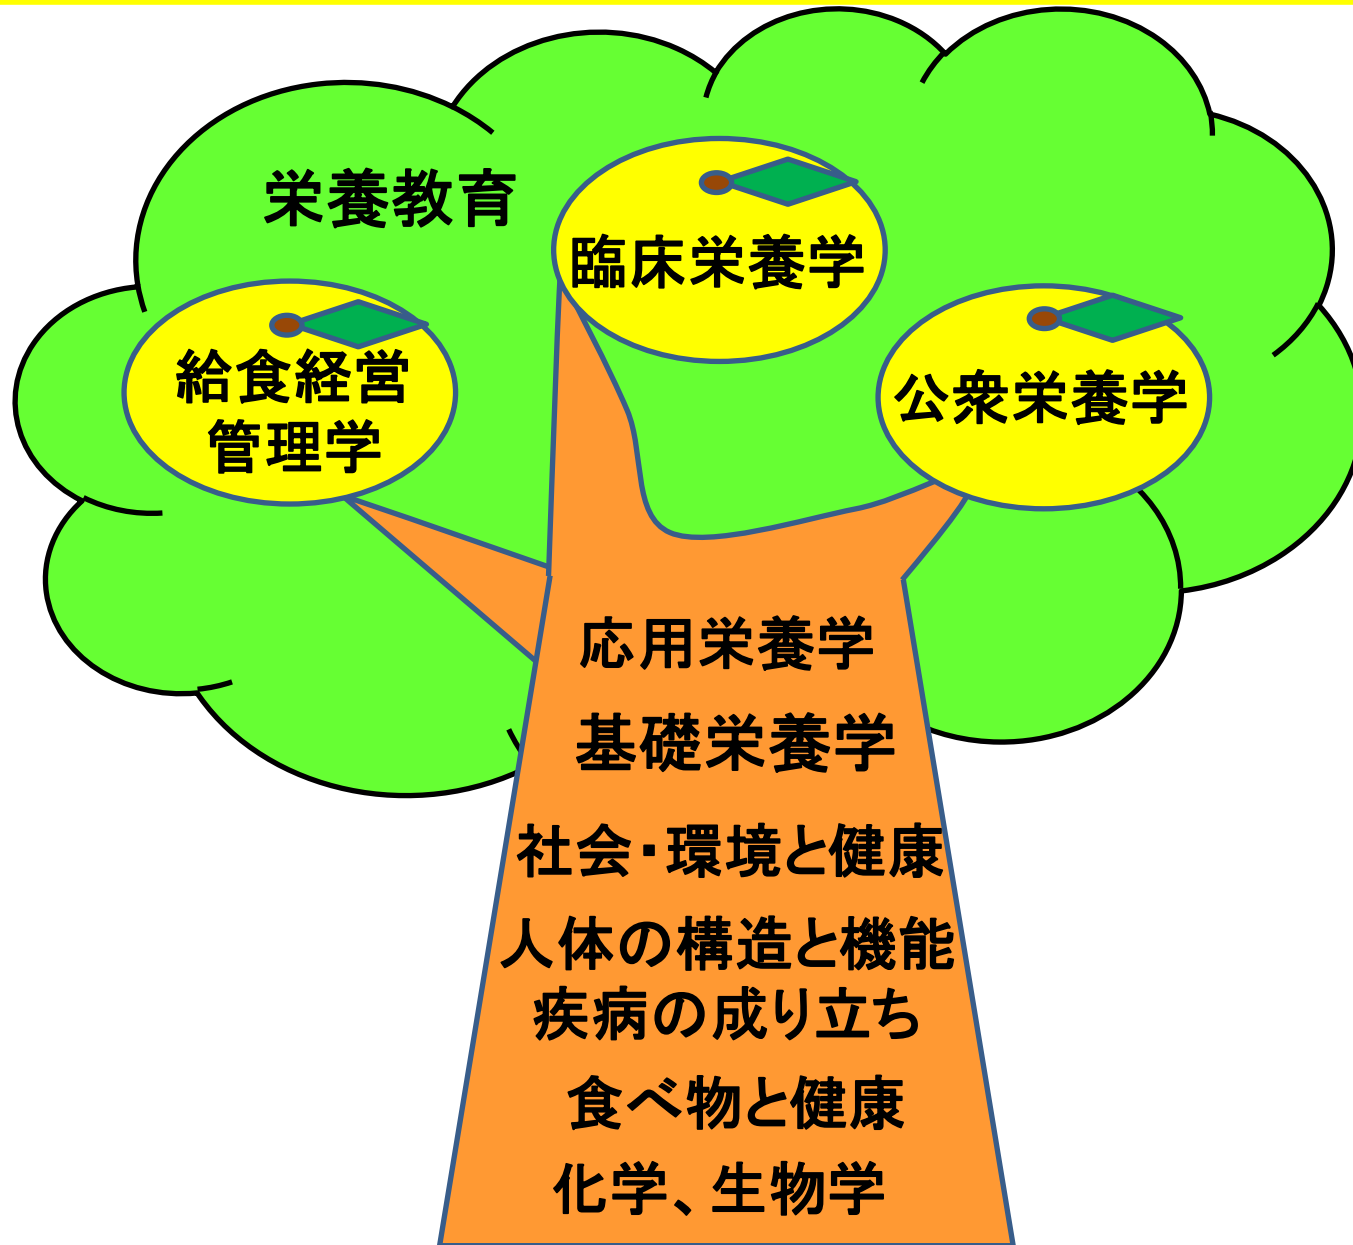 栄養教育
臨床栄養学
給食経営
管理学
公衆栄養学
応用栄養学
基礎栄養学
社会・環境と健康
人体の構造と機能
疾病の成り立ち
食べ物と健康
化学、生物学